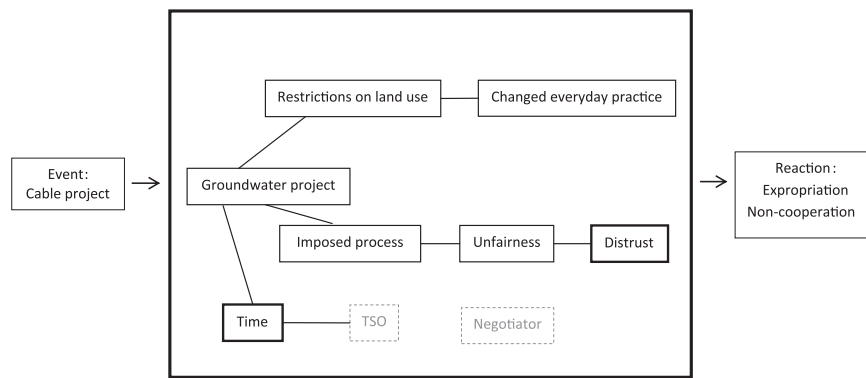 Restrictions on land use
Changed everyday practice
Event:
Cable project
Groundwater project
Reaction:
Expropriation
Non-cooperation
Imposed process
Unfairness
Distrust
Time
TSO
Negotiator